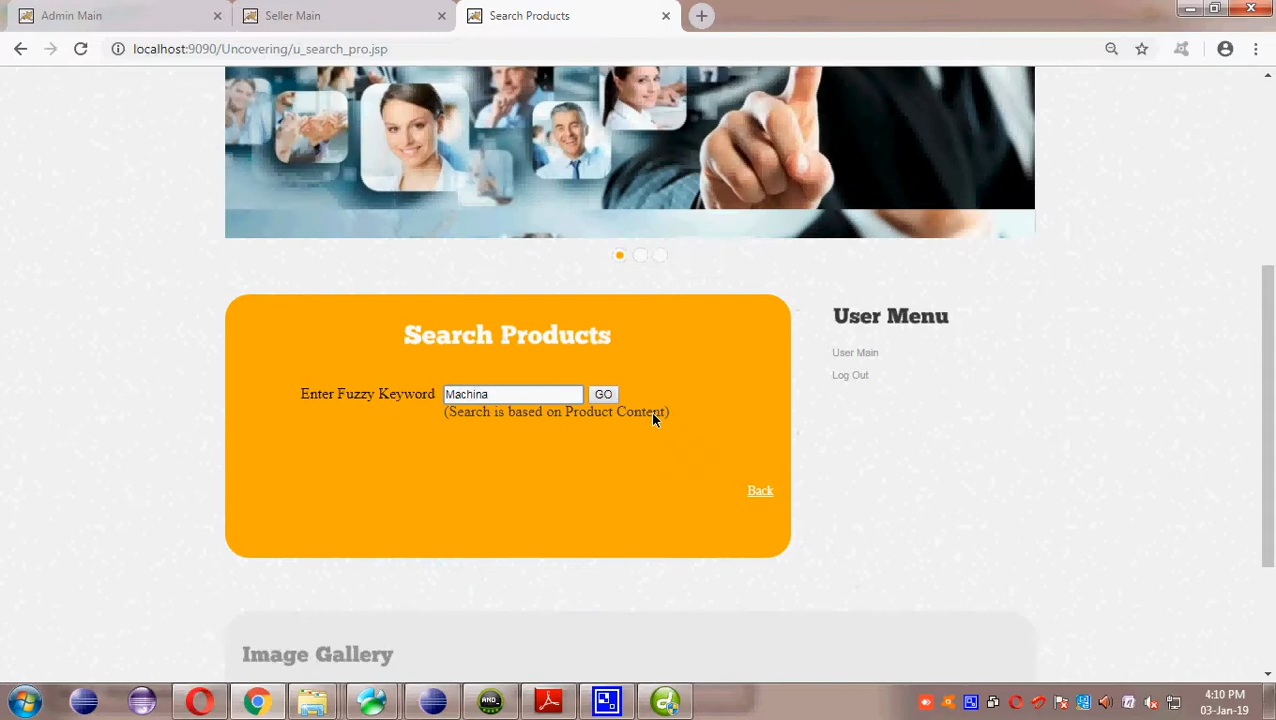 Admin Main
Seller Main
Search Products
localhost:9090/Uncovering/u_search_pro.jsp
Search Products
Enter Fuzzy Keyword Machina GO
(Search is based on Product Content)
Back
User Menu
User Main
Log Out
Image Gallery
AND_
4:10 PM
03-Jan-19